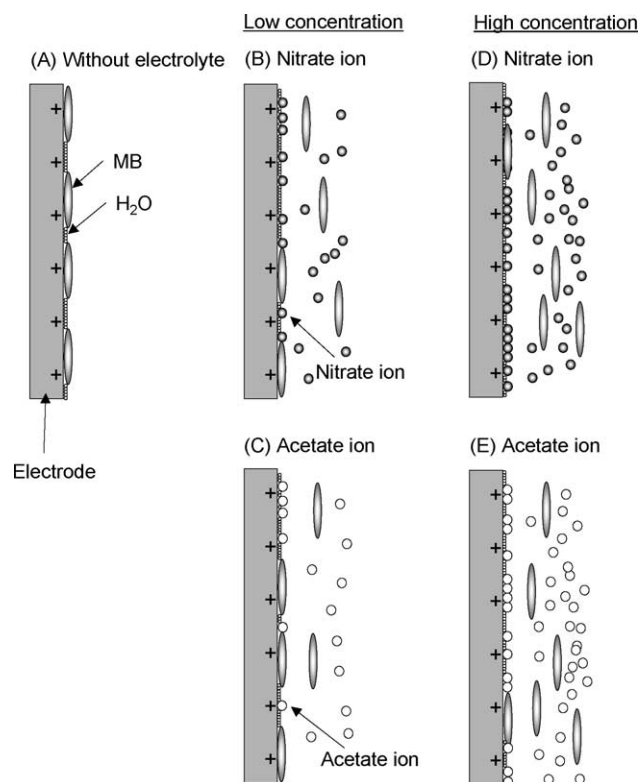 Low concentration
High concentration
(A) Without electrolyte
(B) Nitrate ion
(D) Nitrate ion
+
+
+
+
+
+
MB
H₂O
Electrode
+
+
+
+
+
+
Nitrate ion
+
+
+
+
+
+
(C) Acetate ion
(E) Acetate ion
+
+
+
+
+
+
Acetate ion
+
+
+
+
+
+